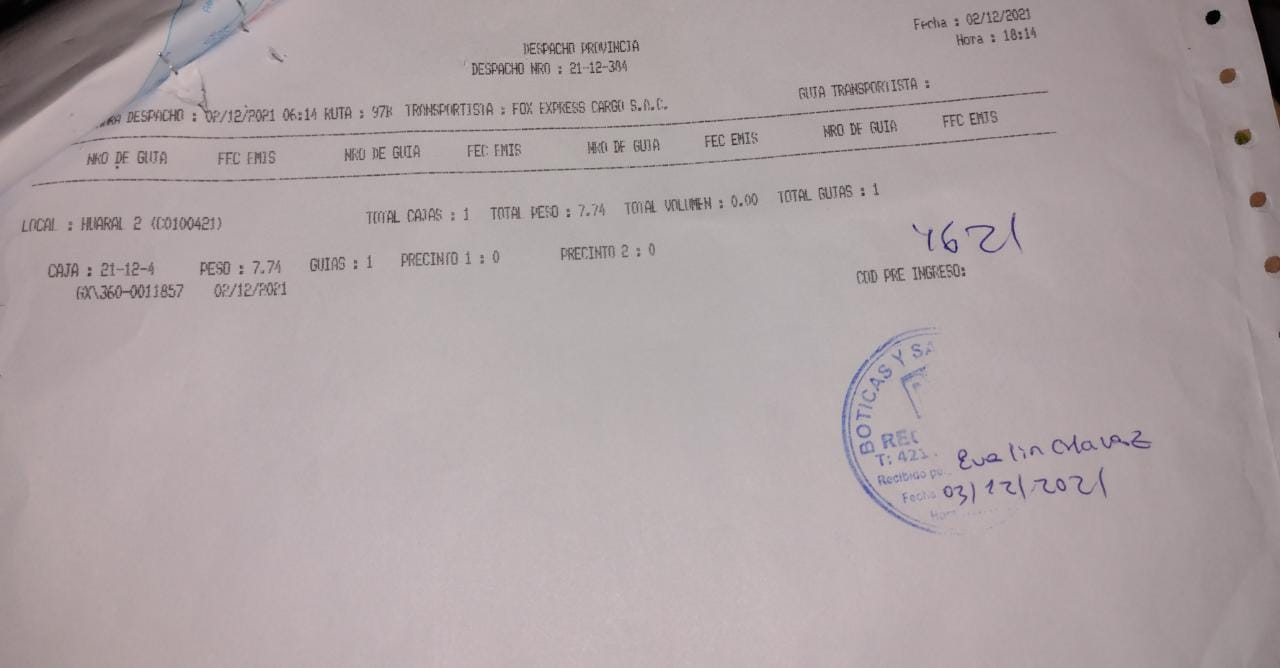 Fecha : 02/12/2021
Hora : 18:14
DESPACHO PROVINCIA
DESPACHO NRO : 21-12-384
DESPACHO : 02/12/2021 06:14 RUTA : 97B TRANSPORTISTA : FOX EXPRESS CARGO S.A.C. GUIA TRANSPORTISTA :
NRO DE GUIA FEC EMIS NRO DE GUIA FEC EMIS NRO DE GUIA FEC EMIS NRO DE GUIA FEC EMIS
LOCAL : HUARAL 2 (C0100421) TOTAL CAJAS : 1 TOTAL PESO : 7.74 TOTAL VOLUMEN : 0.00 TOTAL GUIAS : 1
4621
CAJA : 21-12-4 PESO : 7.74 GUIAS : 1 PRECINTO 1 : 0 PRECINTO 2 : 0
COD PRE INGRESO:
GX\360-0011857 02/12/2021
BOTICAS Y SA
REC
T: 421
Recibido po Evelin Chavez
Fecha 03/12/2021
Hora